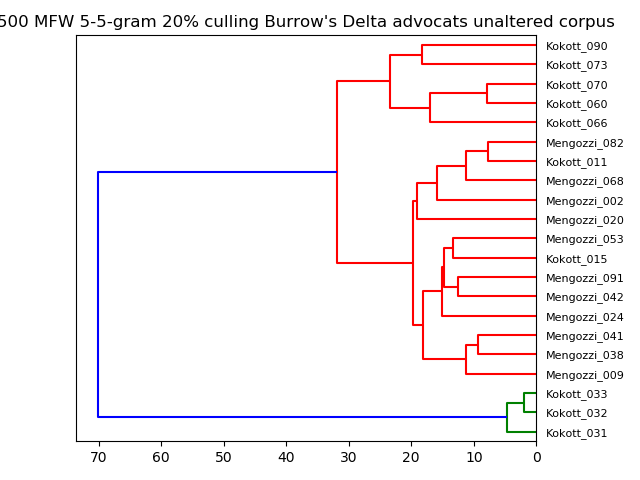 500 MFW 5-5-gram 20% culling Burrow's Delta advocats unaltered corpus
Kokott_090
Kokott_073
Kokott_070
Kokott_060
Kokott_066
Mengozzi_082
Kokott_011
Mengozzi_068
Mengozzi_002
Mengozzi_020
Mengozzi_053
Kokott_015
Mengozzi_091
Mengozzi_042
Mengozzi_024
Mengozzi_041
Mengozzi_038
Mengozzi_009
Kokott_033
Kokott_032
Kokott_031
70 60 50 40 30 20 10 0